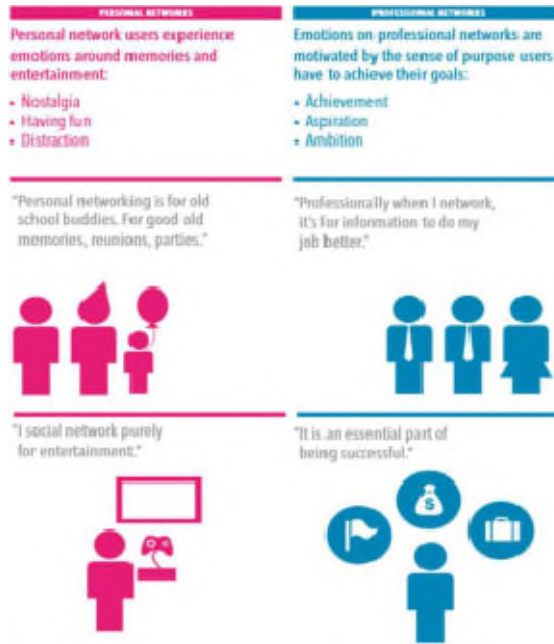 PERSONAL NETWORKS
Personal network users experience
emotions around memories and
entertainment:
• Nostalgia
• Having fun
• Distraction
"Personal networking is for old
school buddies. For good old
memories, reunions, parties."
"I social network purely
for entertainment."
PROFESSIONAL NETWORKS
Emotions on professional networks are
motivated by the sense of purpose users
have to achieve their goals:
• Achievement
• Aspiration
• Ambition
"Professionally when I network,
it's for information to do my
job better."
"It is an essential part of
being successful."
$